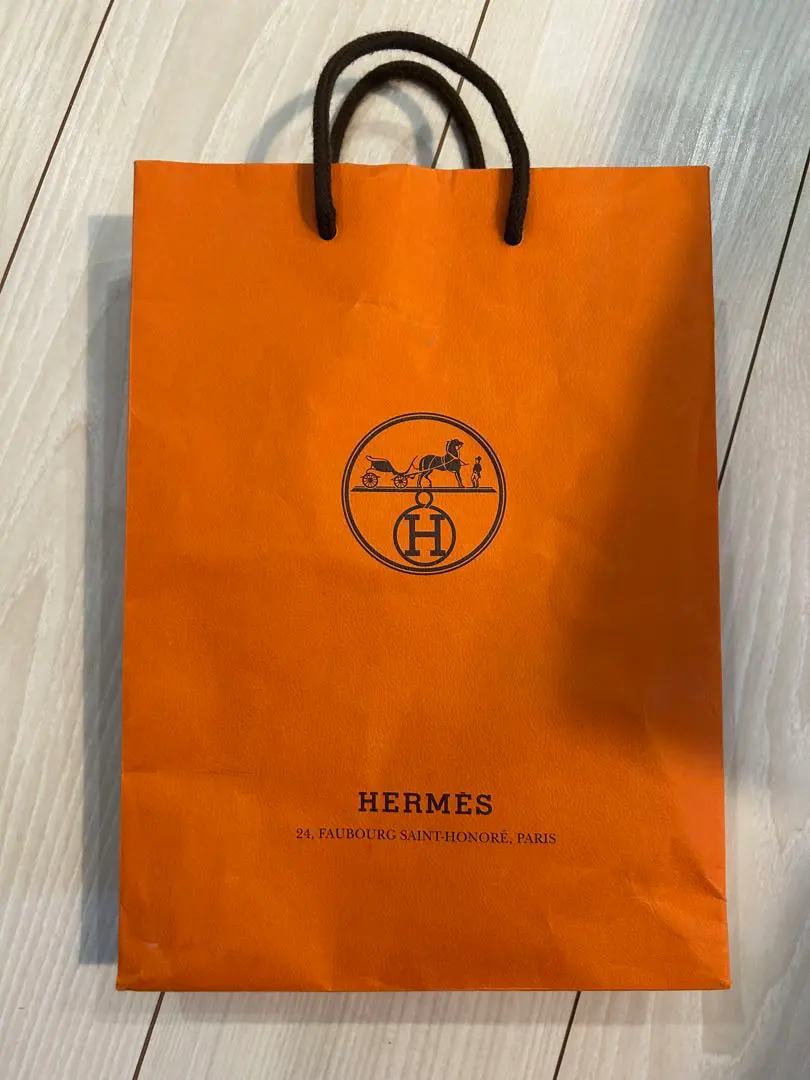 H
HERMÈS
24, FAUBOURG SAINT-HONORÉ, PARIS